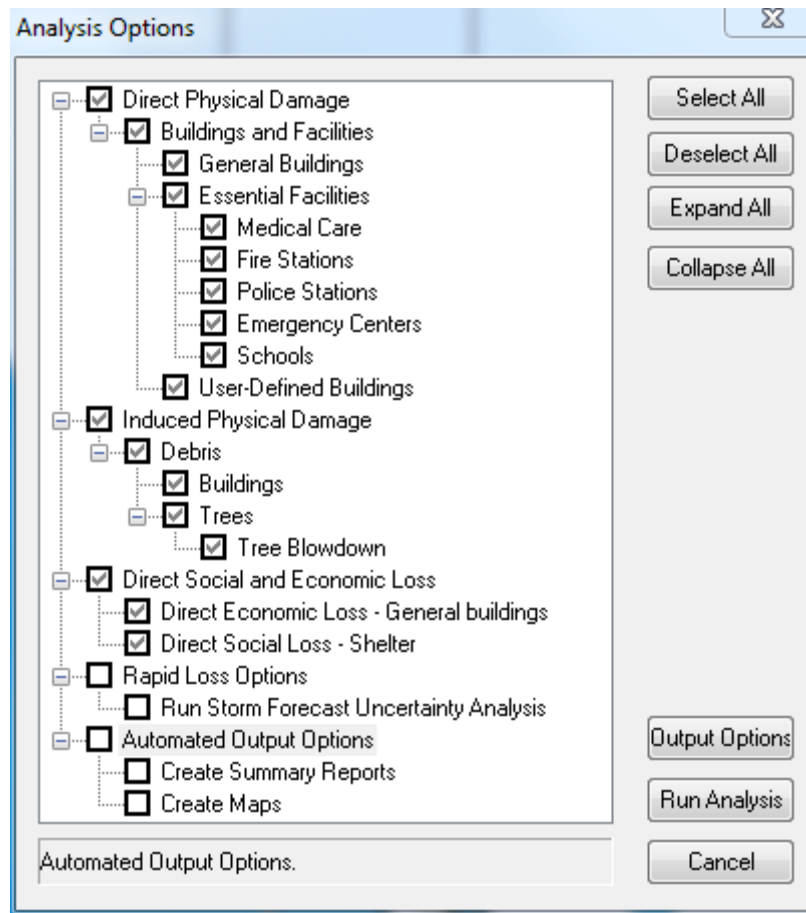 Analysis Options
Direct Physical Damage
Buildings and Facilities
General Buildings
Essential Facilities
Medical Care
Fire Stations
Police Stations
Emergency Centers
Schools
User-Defined Buildings
Induced Physical Damage
Debris
Buildings
Trees
Tree Blowdown
Direct Social and Economic Loss
Direct Economic Loss - General buildings
Direct Social Loss - Shelter
Rapid Loss Options
Run Storm Forecast Uncertainty Analysis
Automated Output Options
Create Summary Reports
Create Maps
Automated Output Options.
Select All
Deselect All
Expand All
Collapse All
Output Options
Run Analysis
Cancel